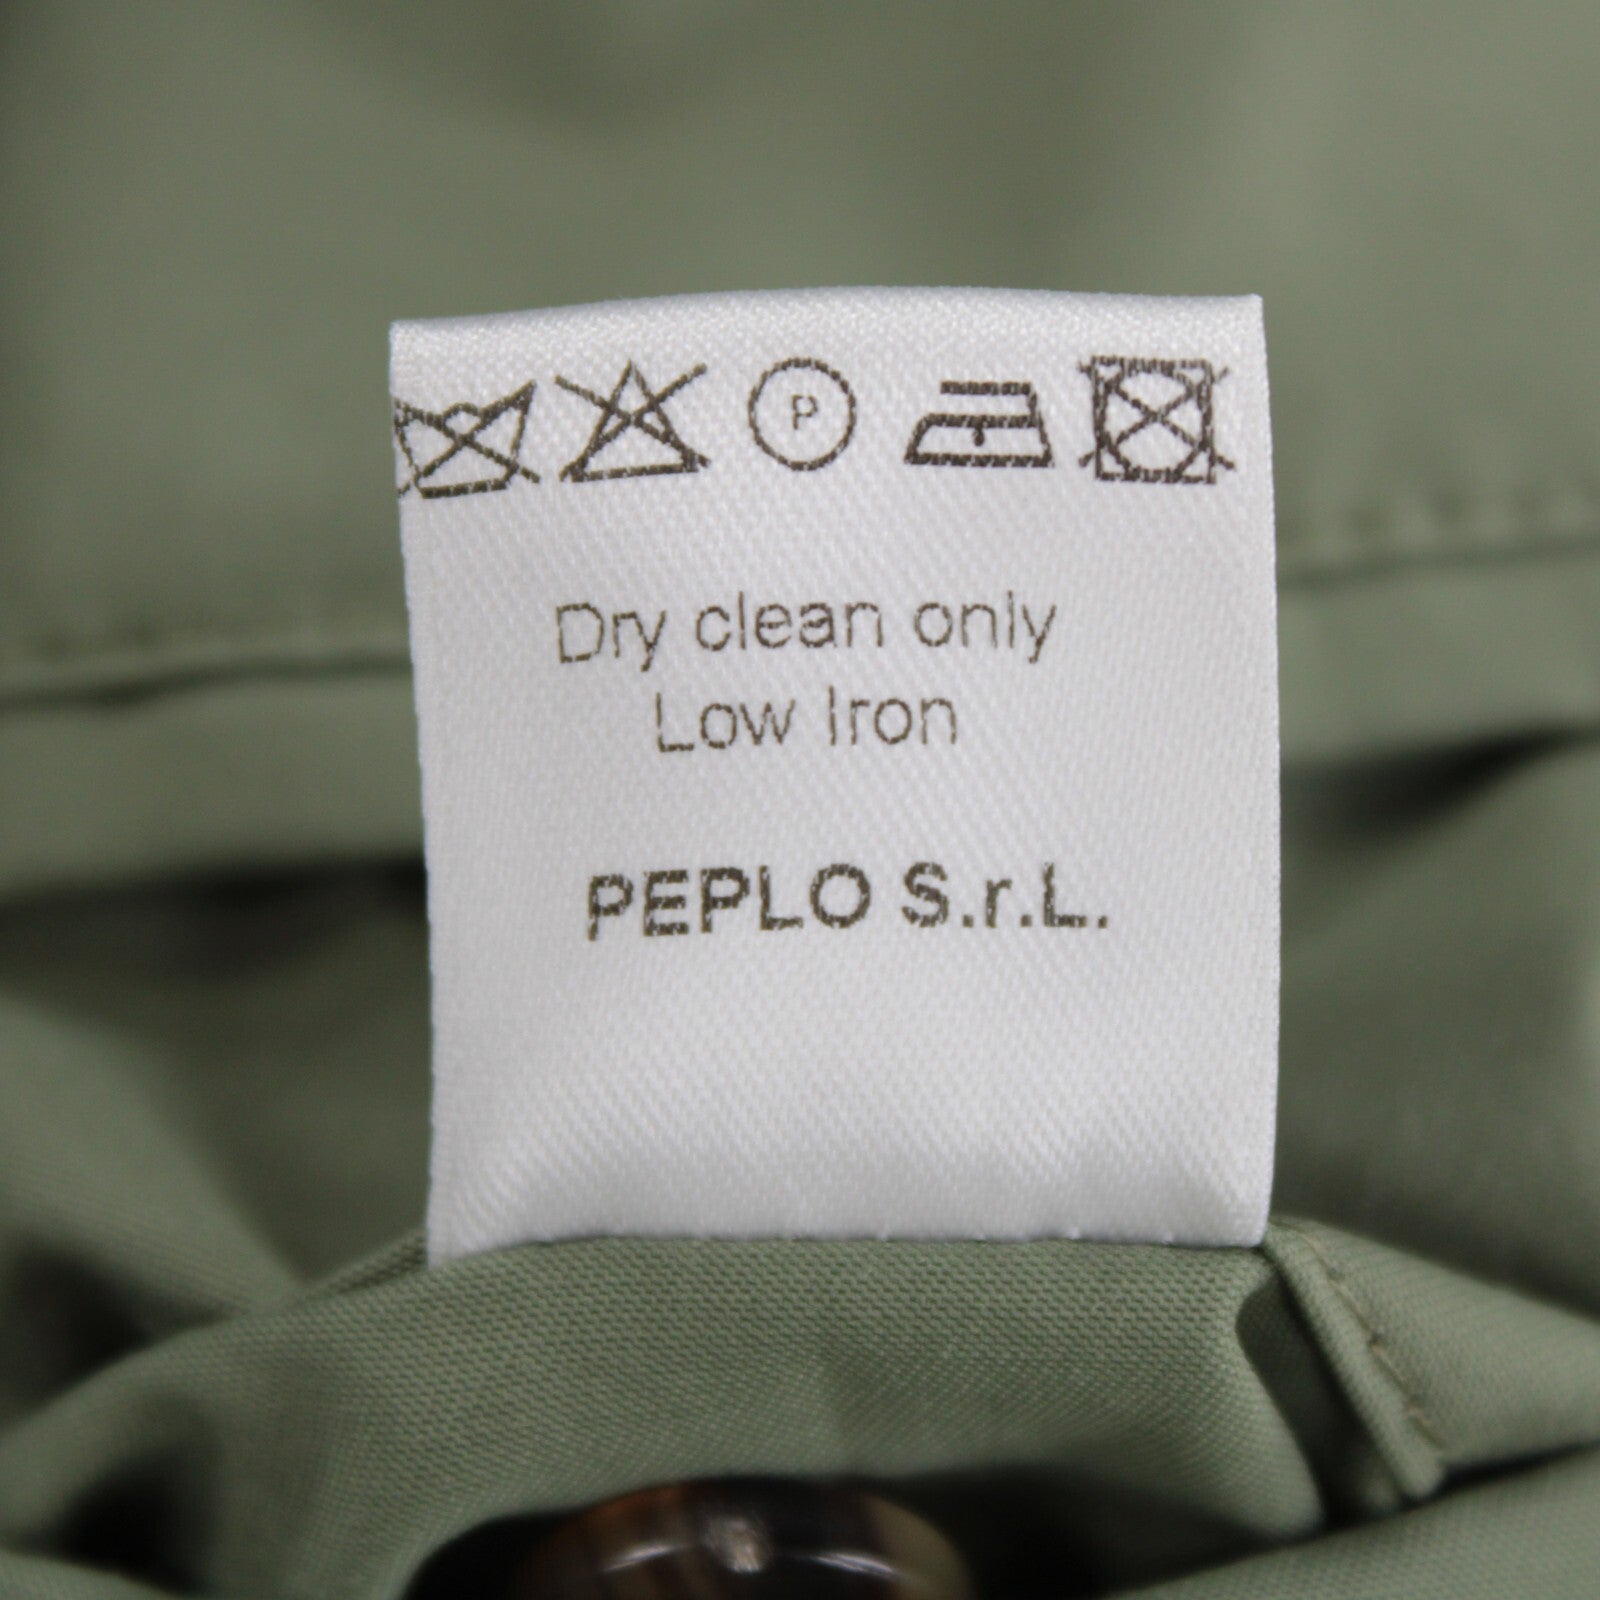 P
Dry clean only
Low Iron
PEPLO S.r.L.